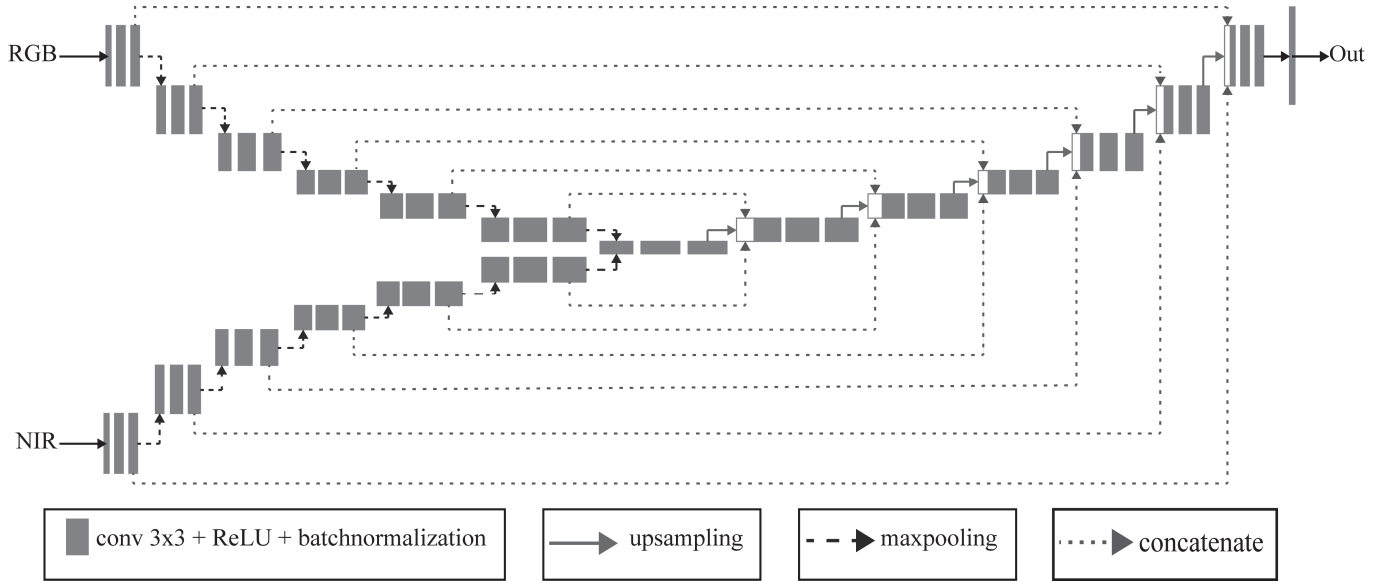 RGB
Out
NIR
conv 3x3 + ReLU + batchnormalization
upsampling
maxpooling
concatenate